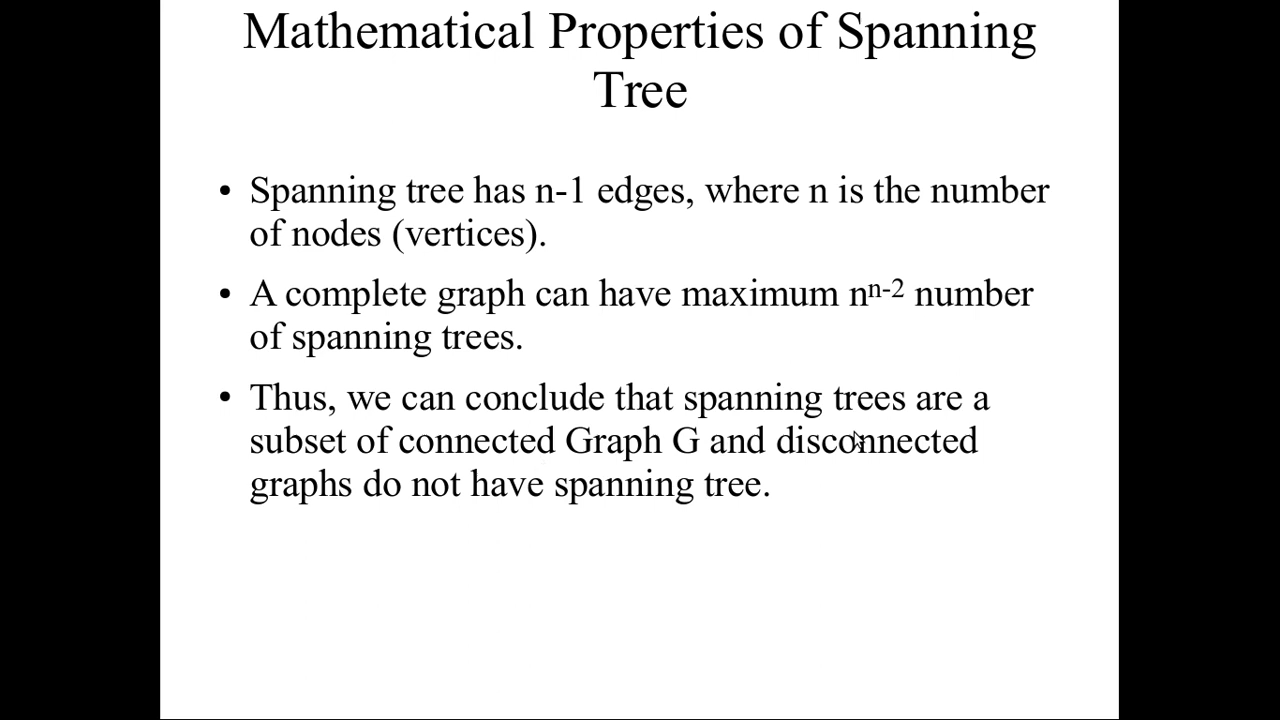 Mathematical Properties of Spanning
Tree
• Spanning tree has n-1 edges, where n is the number
of nodes (vertices).
• A complete graph can have maximum nⁿ⁻² number
of spanning trees.
• Thus, we can conclude that spanning trees are a
subset of connected Graph G and disconnected
graphs do not have spanning tree.